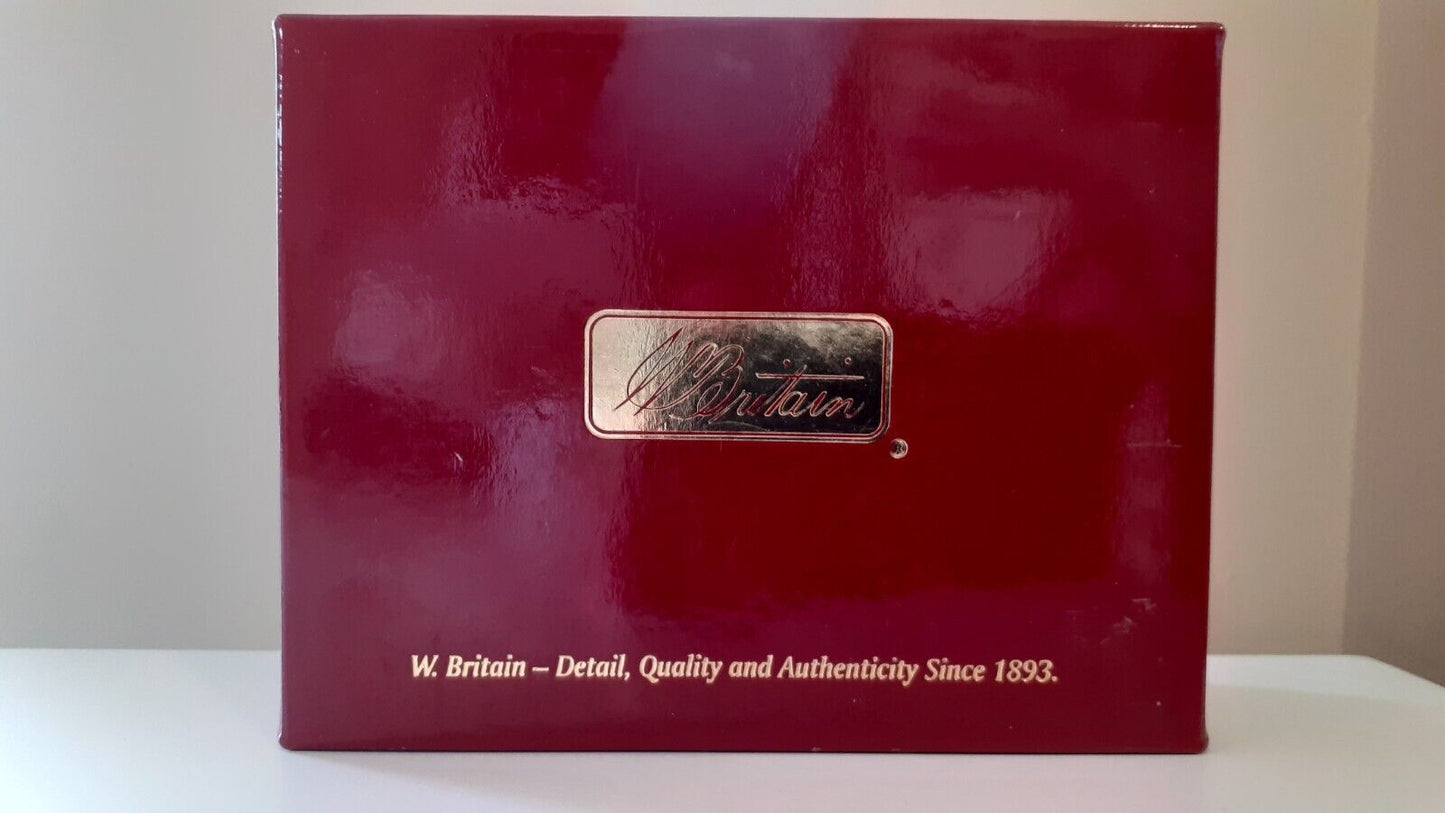 W Britain
®
W. Britain – Detail, Quality and Authenticity Since 1893.